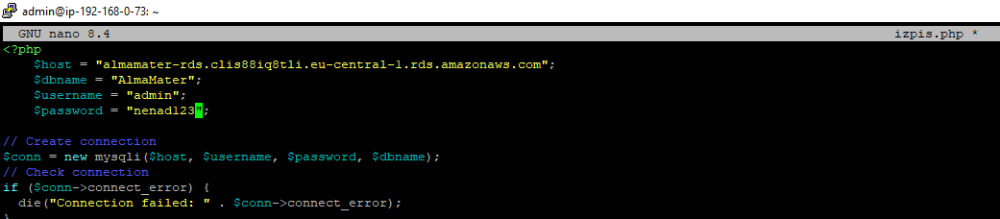 admin@ip-192-168-0-73: ~
GNU nano 8.4 izpis.php *
<?php
$host = "almamater-rds.clis88iq8tli.eu-central-1.rds.amazonaws.com";
$dbname = "AlmaMater";
$username = "admin";
$password = "nenad123";
// Create connection
$conn = new mysqli($host, $username, $password, $dbname);
// Check connection
if ($conn->connect_error) {
die("Connection failed: " . $conn->connect_error);
}